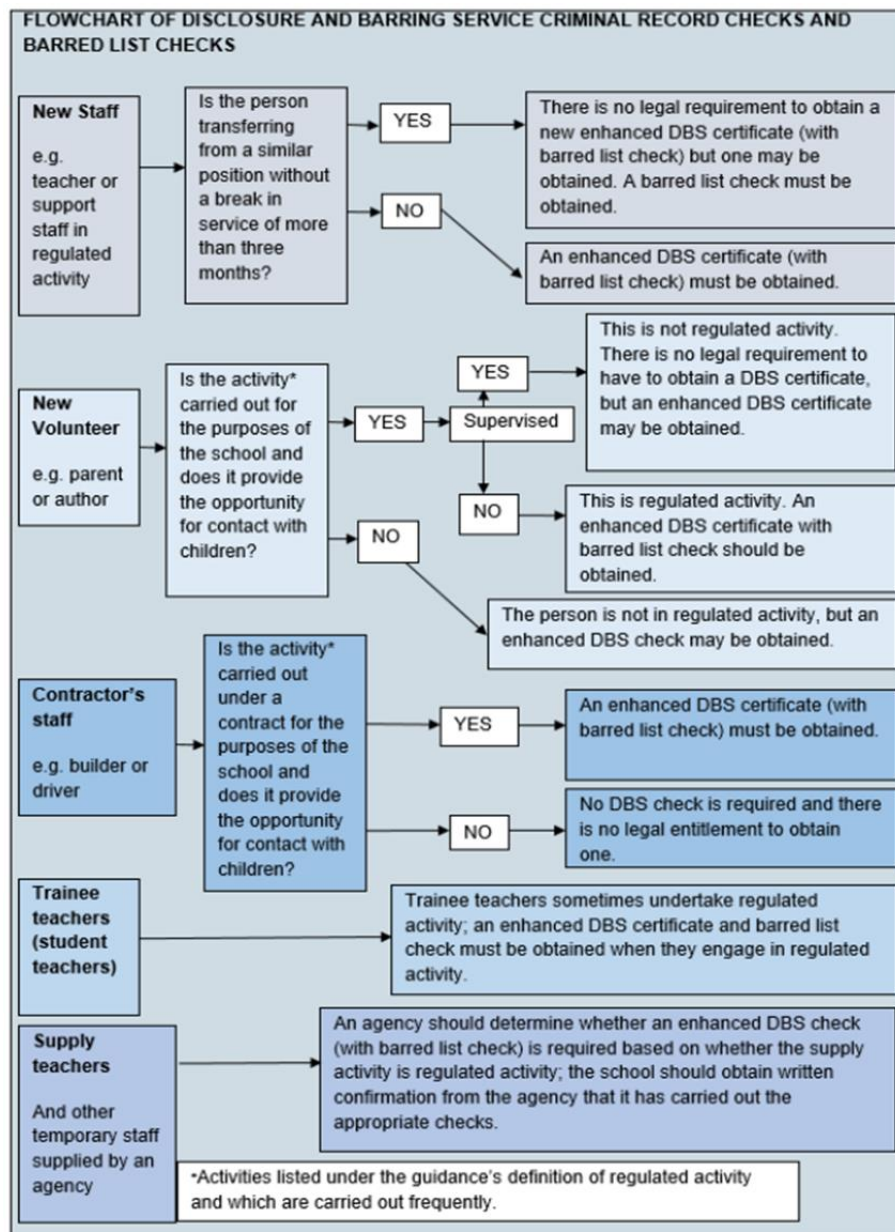 FLOWCHART OF DISCLOSURE AND BARRING SERVICE CRIMINAL RECORD CHECKS AND
BARRED LIST CHECKS
New Staff
e.g.
teacher or
support
staff in
regulated
activity
Is the person
transferring
from a similar
position without
a break in
service of more
than three
months?
YES
There is no legal requirement to obtain a
new enhanced DBS certificate (with
barred list check) but one may be
obtained. A barred list check must be
obtained.
NO
An enhanced DBS certificate (with
barred list check) must be obtained.
New
Volunteer
e.g. parent
or author
Is the activity*
carried out for
the purposes of
the school and
does it provide
the opportunity
for contact with
children?
YES
Supervised
YES
This is not regulated activity.
There is no legal requirement to
have to obtain a DBS certificate,
but an enhanced DBS certificate
may be obtained.
NO
This is regulated activity. An
enhanced DBS certificate with
barred list check should be
obtained.
NO
The person is not in regulated activity, but an
enhanced DBS check may be obtained.
Contractor's
staff
e.g. builder or
driver
Is the activity*
carried out
under a
contract for the
purposes of the
school and
does it provide
the opportunity
for contact with
children?
YES
An enhanced DBS certificate (with
barred list check) must be obtained.
NO
No DBS check is required and there
is no legal entitlement to obtain
one.
Trainee
teachers
(student
teachers)
Trainee teachers sometimes undertake regulated
activity; an enhanced DBS certificate and barred list
check must be obtained when they engage in regulated
activity.
Supply
teachers
And other
temporary staff
supplied by an
agency
An agency should determine whether an enhanced DBS check
(with barred list check) is required based on whether the supply
activity is regulated activity; the school should obtain written
confirmation from the agency that it has carried out the
appropriate checks.
*Activities listed under the guidance's definition of regulated activity
and which are carried out frequently.